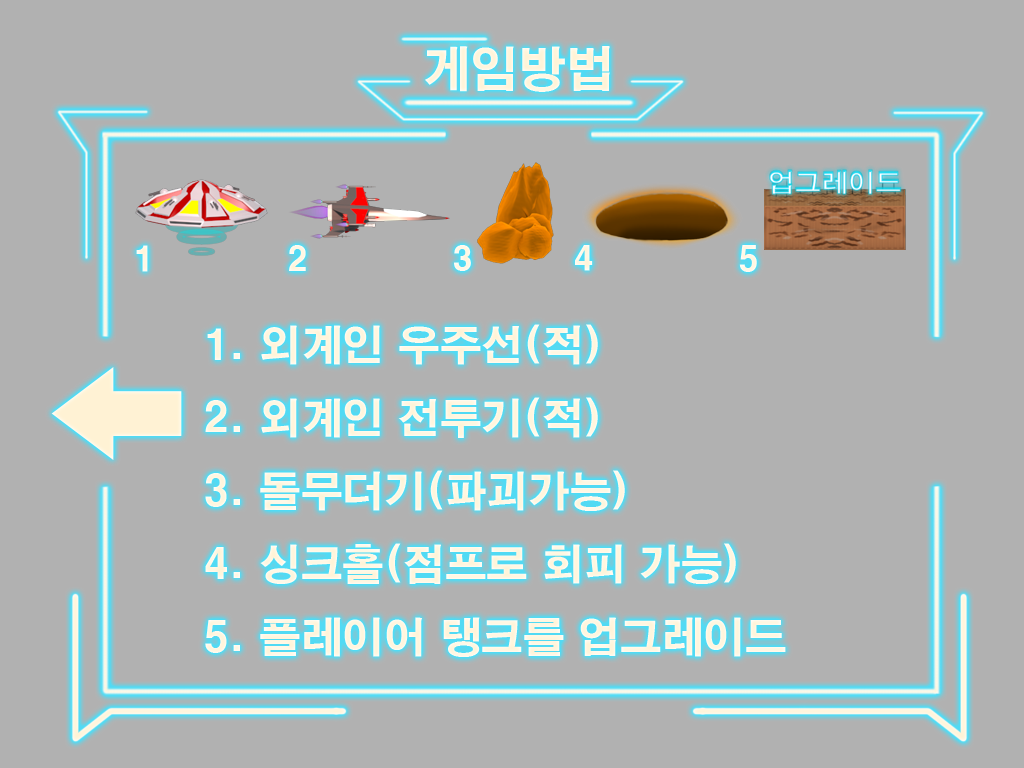 게임방법
업그레이드
1 2 3 4 5
1. 외계인 우주선(적)
2. 외계인 전투기(적)
3. 돌무더기(파괴가능)
4. 싱크홀(점프로 회피 가능)
5. 플레이어 탱크를 업그레이드